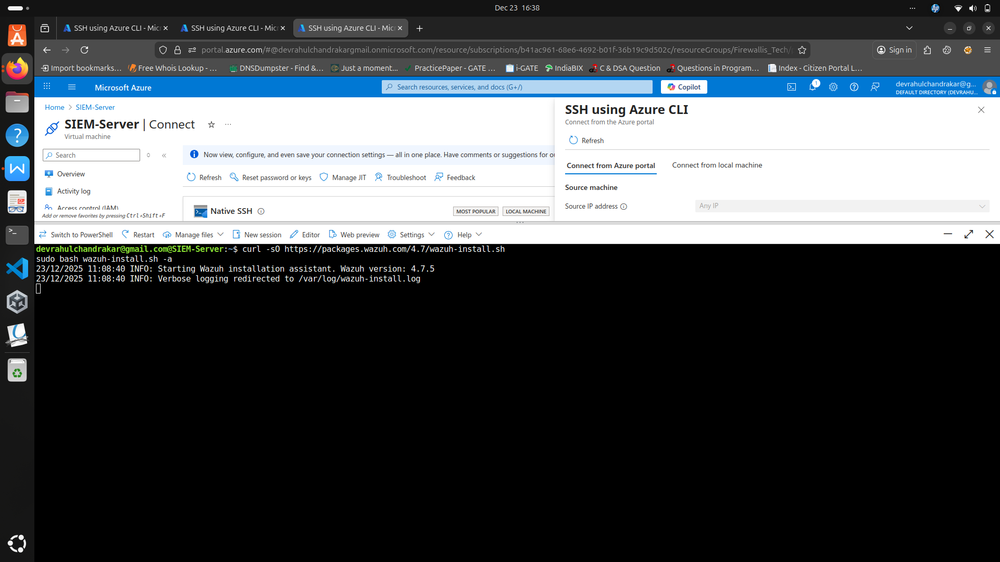 Dec 23 16:38
SSH using Azure CLI - Mic
SSH using Azure CLI - Mic
SSH using Azure CLI - Mic
portal.azure.com/#@devrahulchandrakargmail.onmicrosoft.com/resource/subscriptions/b41ac961-68e6-4692-b01f-36b19c9d502c/resourceGroups/Firewallis_Tech/p
Sign in
Import bookmarks...
Free Whois Lookup - ...
DNSDumpster - Find &...
Just a moment...
PracticePaper - GATE ...
i-GATE
IndiaBIX
C & DSA Question
Questions in Program...
Index - Citizen Portal L...
Microsoft Azure
Search resources, services, and docs (G+/)
Copilot
1
devrahulchandrakar@g...
DEFAULT DIRECTORY (DEVRAHU...
Home > SIEM-Server
SIEM-Server | Connect
Virtual machine
Search
Overview
Activity log
Access control (IAM)
Add or remove favorites by pressing Ctrl+Shift+F
Now view, configure, and even save your connection settings — all in one place. Have comments or suggestions for ou
Refresh
Reset password or keys
Manage JIT
Troubleshoot
Feedback
Native SSH
MOST POPULAR
LOCAL MACHINE
SSH using Azure CLI
Connect from the Azure portal
Refresh
Connect from Azure portal
Connect from local machine
Source machine
Source IP address
Any IP
Switch to PowerShell
Restart
Manage files
New session
Editor
Web preview
Settings
Help
devrahulchandrakar@gmail.com@SIEM-Server:~$ curl -sO https://packages.wazuh.com/4.7/wazuh-install.sh
sudo bash wazuh-install.sh -a
23/12/2025 11:08:40 INFO: Starting Wazuh installation assistant. Wazuh version: 4.7.5
23/12/2025 11:08:40 INFO: Verbose logging redirected to /var/log/wazuh-install.log